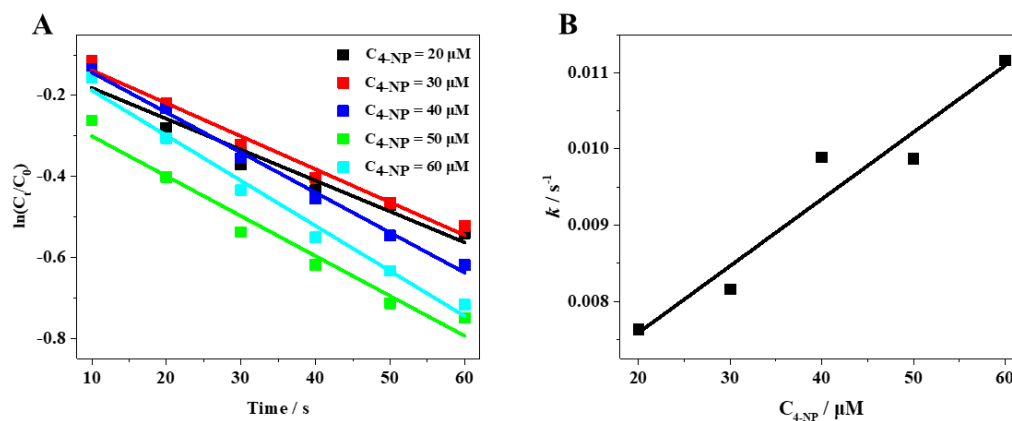 A
C4-NP = 20 μM
C4-NP = 30 μM
C4-NP = 40 μM
C4-NP = 50 μM
C4-NP = 60 μM
ln(Ct/C0)
-0.2
-0.4
-0.6
-0.8
10 20 30 40 50 60
Time / s
B
k / s-1
0.011
0.010
0.009
0.008
20 30 40 50 60
C4-NP / μM